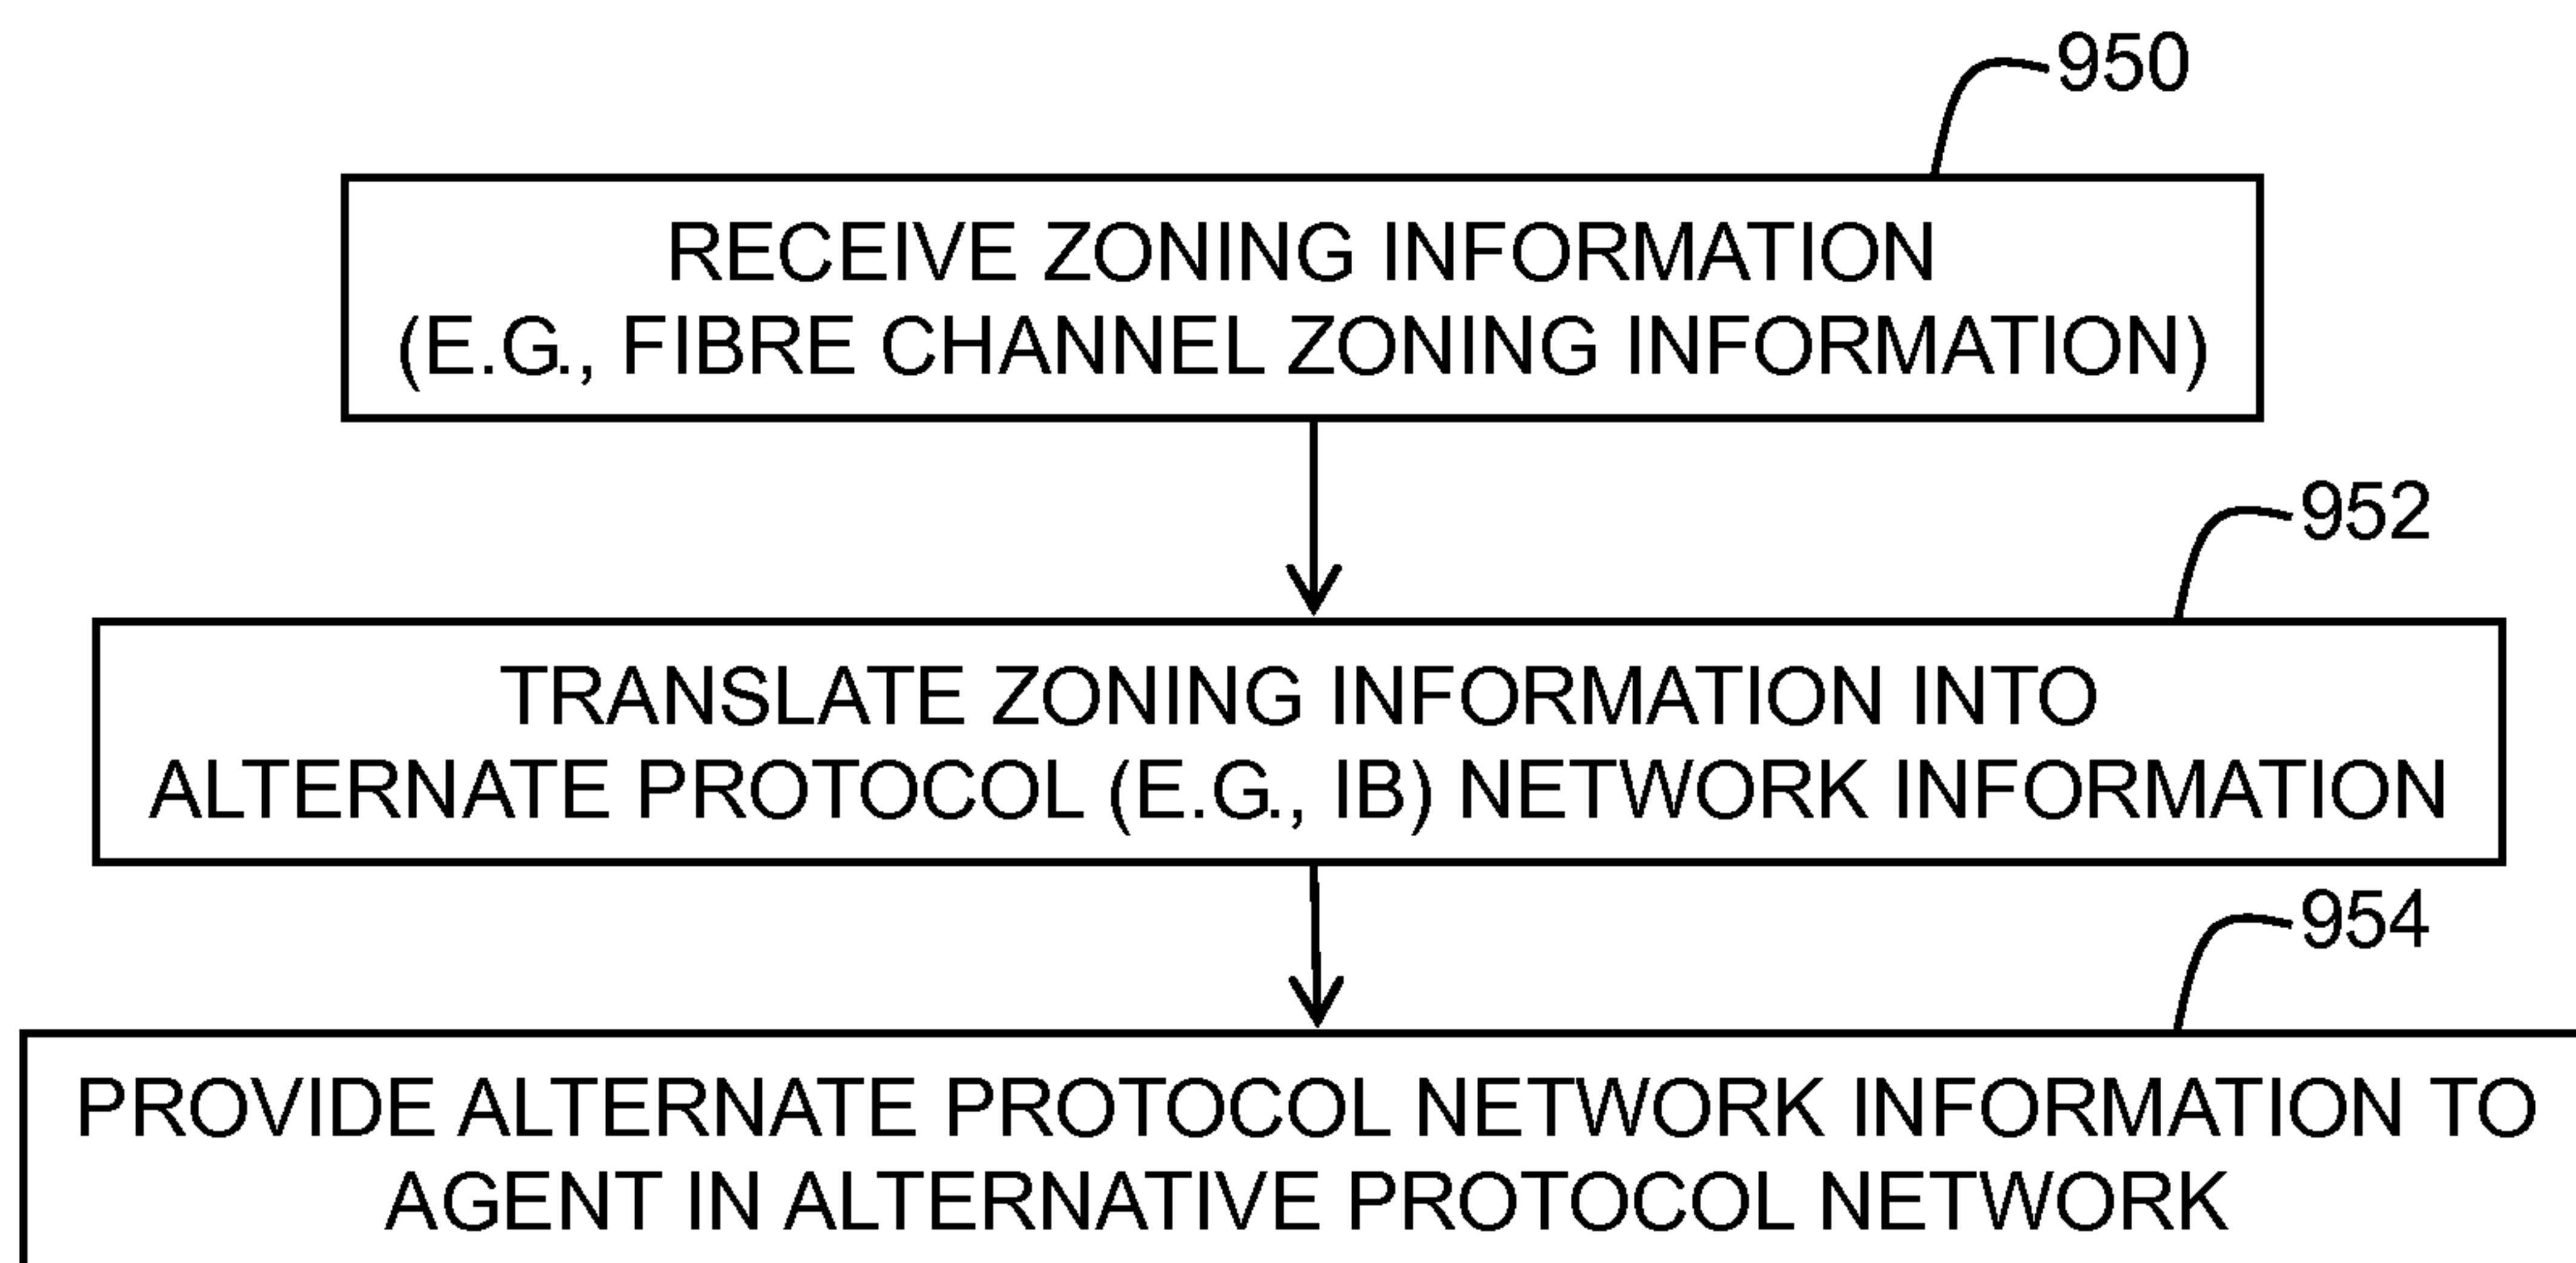 950
RECEIVE ZONING INFORMATION
(E.G., FIBRE CHANNEL ZONING INFORMATION)
952
TRANSLATE ZONING INFORMATION INTO
ALTERNATE PROTOCOL (E.G., IB) NETWORK INFORMATION
954
PROVIDE ALTERNATE PROTOCOL NETWORK INFORMATION TO
AGENT IN ALTERNATIVE PROTOCOL NETWORK